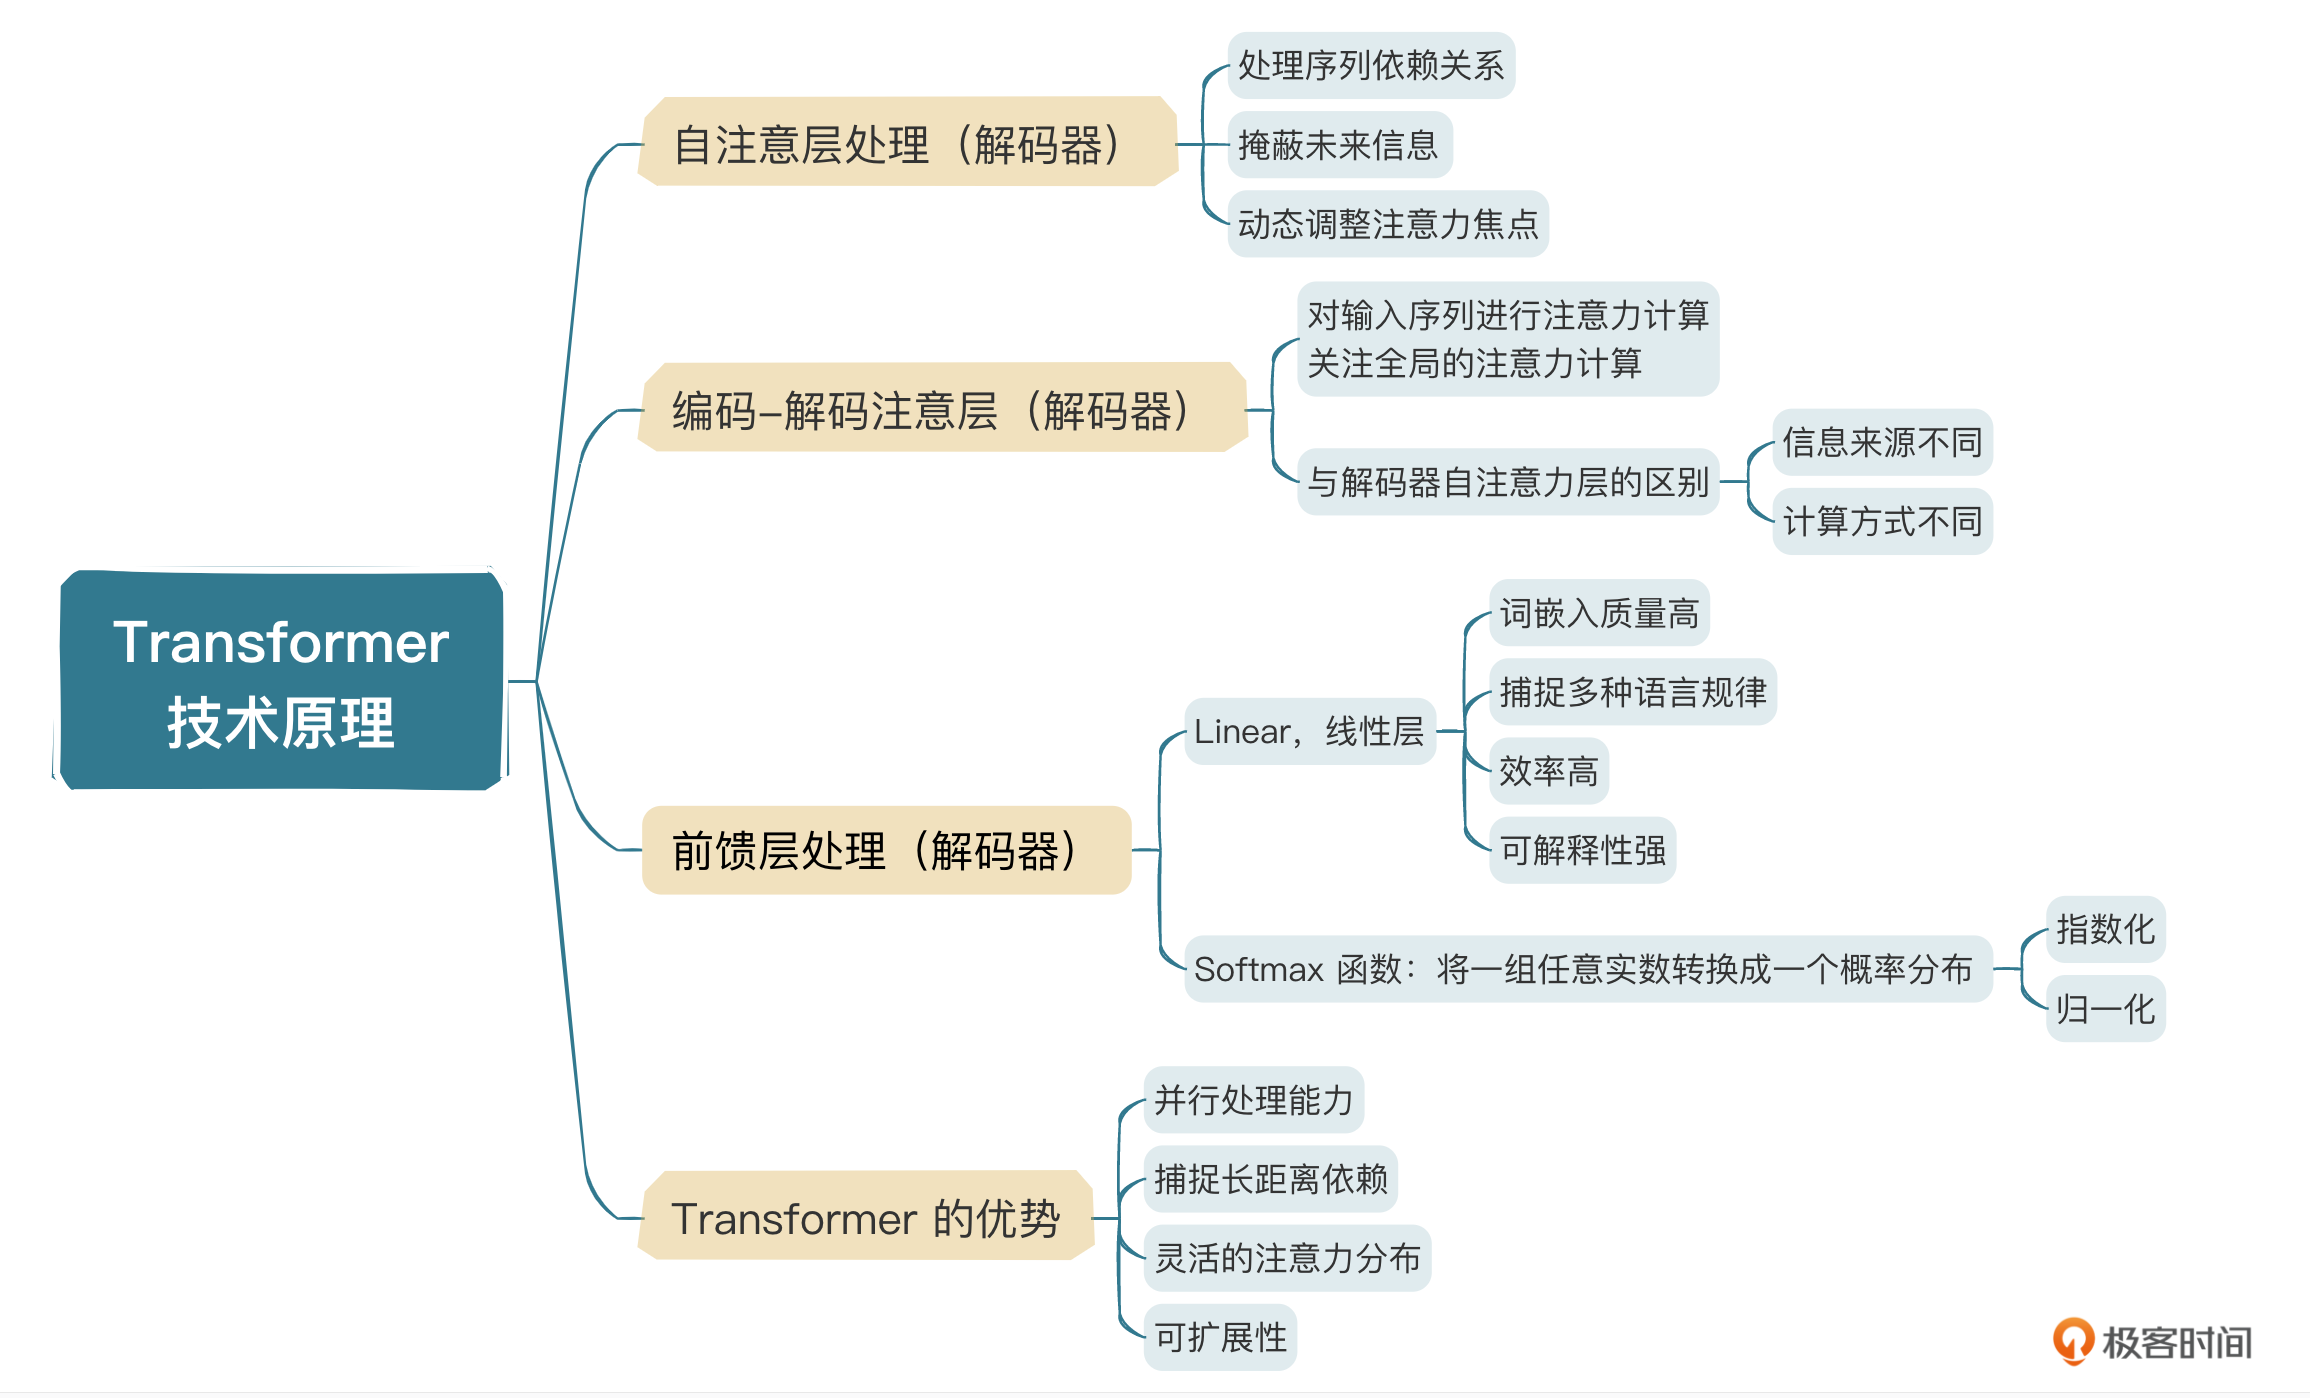 Transformer
技术原理
自注意层处理（解码器）
处理序列依赖关系
掩蔽未来信息
动态调整注意力焦点
编码–解码注意层（解码器）
对输入序列进行注意力计算
关注全局的注意力计算
与解码器自注意力层的区别
信息来源不同
计算方式不同
前馈层处理（解码器）
Linear，线性层
词嵌入质量高
捕捉多种语言规律
效率高
可解释性强
Softmax 函数：将一组任意实数转换成一个概率分布
指数化
归一化
Transformer 的优势
并行处理能力
捕捉长距离依赖
灵活的注意力分布
可扩展性
极客时间